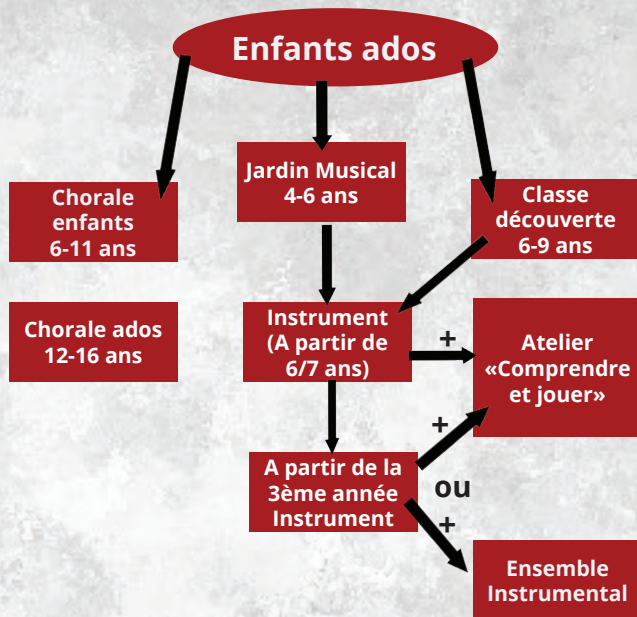 Enfants ados
Jardin Musical
4-6 ans
Chorale
enfants
6-11 ans
Classe
découverte
6-9 ans
Chorale ados
12-16 ans
Instrument
(A partir de
6/7 ans)
+
Atelier
«Comprendre
et jouer»
+
A partir de la
3ème année
Instrument
ou
+
Ensemble
Instrumental